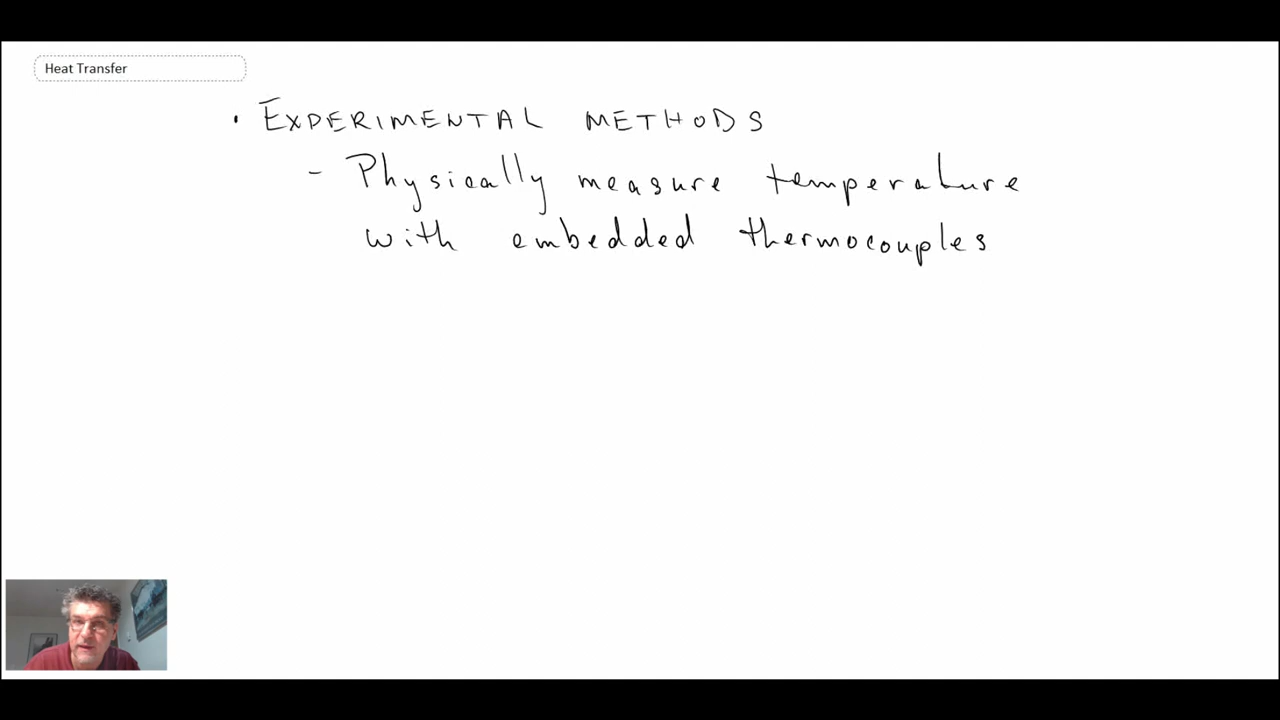 Heat Transfer
• EXPERIMENTAL METHODS
- Physically measure temperature
with embedded thermocouples